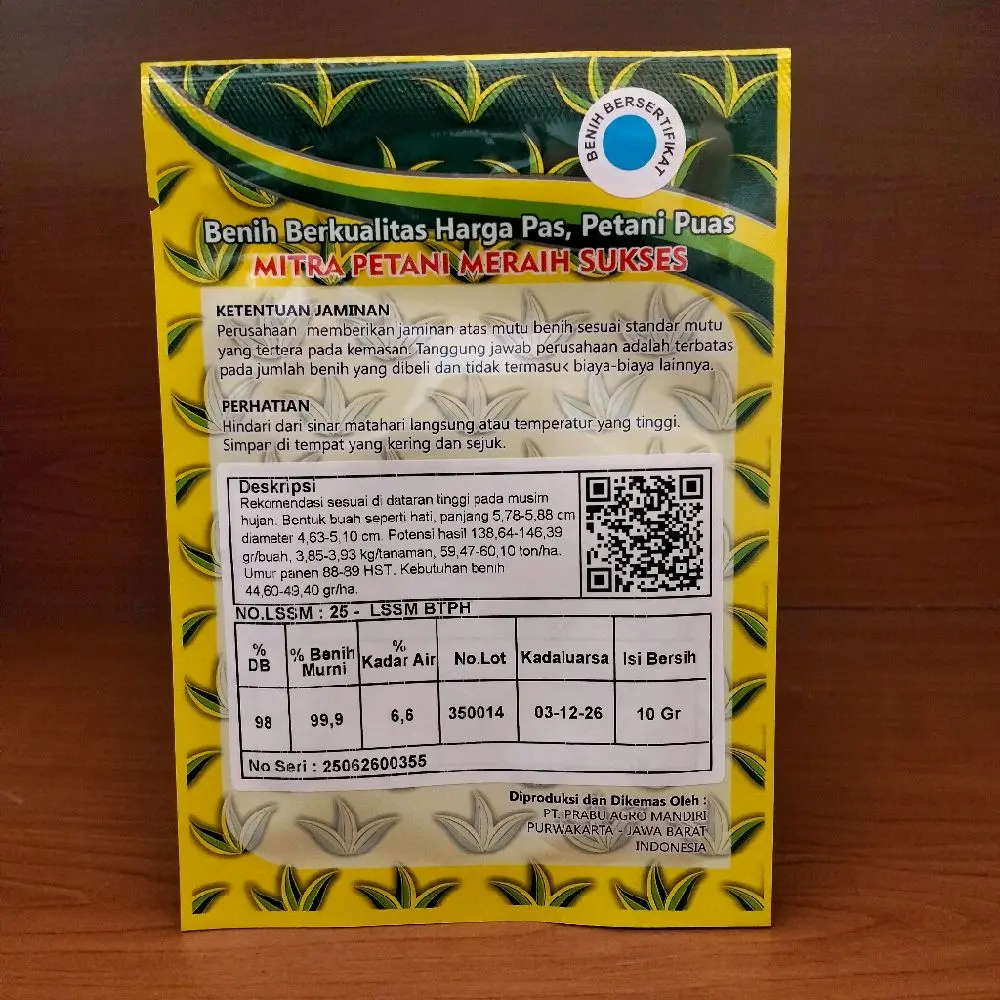 BENIH BERSERTIFIKAT
Benih Berkualitas Harga Pas, Petani Puas
MITRA PETANI MERAIH SUKSES
KETENTUAN JAMINAN
Perusahaan memberikan jaminan atas mutu benih sesuai standar mutu
yang tertera pada kemasan. Tanggung jawab perusahaan adalah terbatas
pada jumlah benih yang dibeli dan tidak termasuk biaya-biaya lainnya.
PERHATIAN
Hindari dari sinar matahari langsung atau temperatur yang tinggi.
Simpan di tempat yang kering dan sejuk.
Deskripsi
Rekomendasi sesuai di dataran tinggi pada musim
hujan. Bentuk buah seperti hati, panjang 5,78-5,88 cm
diameter 4,63-5,10 cm. Potensi hasil 138,64-146,39
gr/buah, 3,85-3,93 kg/tanaman, 59,47-60,10 ton/ha.
Umur panen 88-89 HST. Kebutuhan benih
44,60-49,40 gr/ha.
NO.LSSM : 25 - LSSM BTPH
% DB % Benih Murni % Kadar Air No.Lot Kadaluarsa Isi Bersih
98 99,9 6,6 350014 03-12-26 10 Gr
No Seri : 25062600355
Diproduksi dan Dikemas Oleh :
PT. PRABU AGRO MANDIRI
PURWAKARTA - JAWA BARAT
INDONESIA